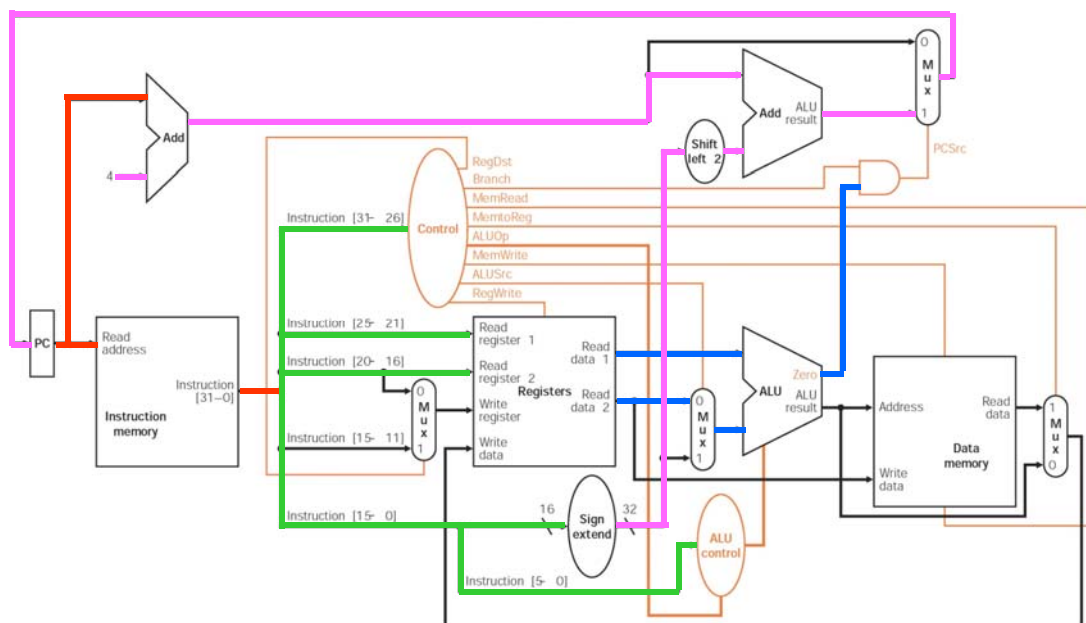 0
M
u
x
1
Add
ALU
result
Add
4
Shift
left 2
PCSrc
RegDst
Branch
MemRead
MemtoReg
ALUOp
MemWrite
ALUSrc
RegWrite
Control
Instruction [31- 26]
Instruction [25- 21]
Instruction [20- 16]
Instruction [15- 11]
Instruction [15- 0]
Instruction [5- 0]
PC
Read
address
Instruction
[31-0]
Instruction
memory
0
M
u
x
1
Read
register 1
Read
register 2
Write
register
Write
data
Registers
Read
data 1
Read
data 2
0
M
u
x
1
Zero
ALU
ALU
result
Address
Write
data
Read
data
Data
memory
1
M
u
x
0
16
Sign
extend
32
ALU
control